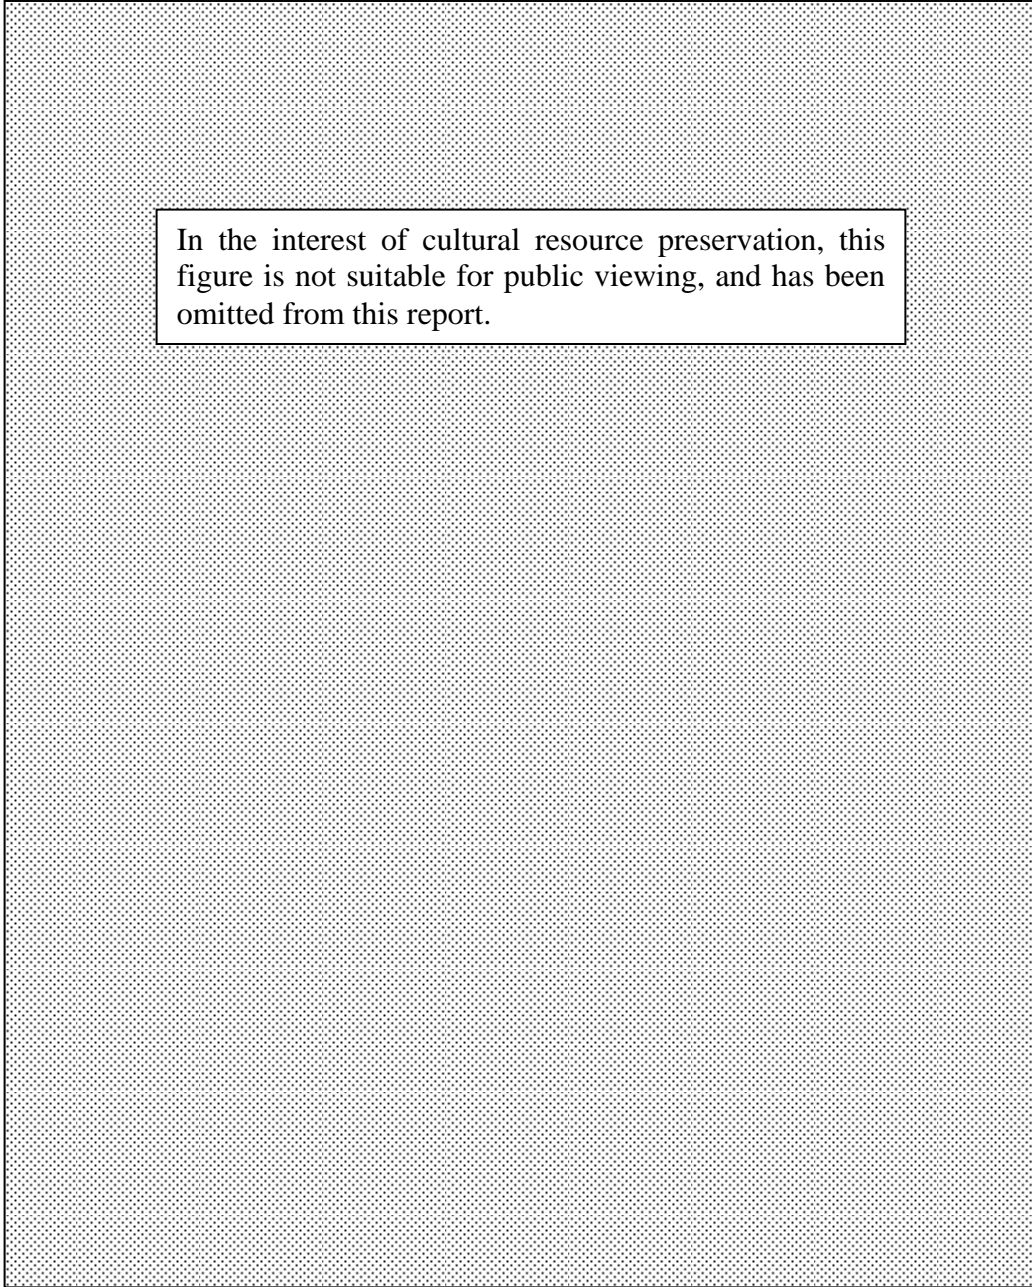 In the interest of cultural resource preservation, this
figure is not suitable for public viewing, and has been
omitted from this report.